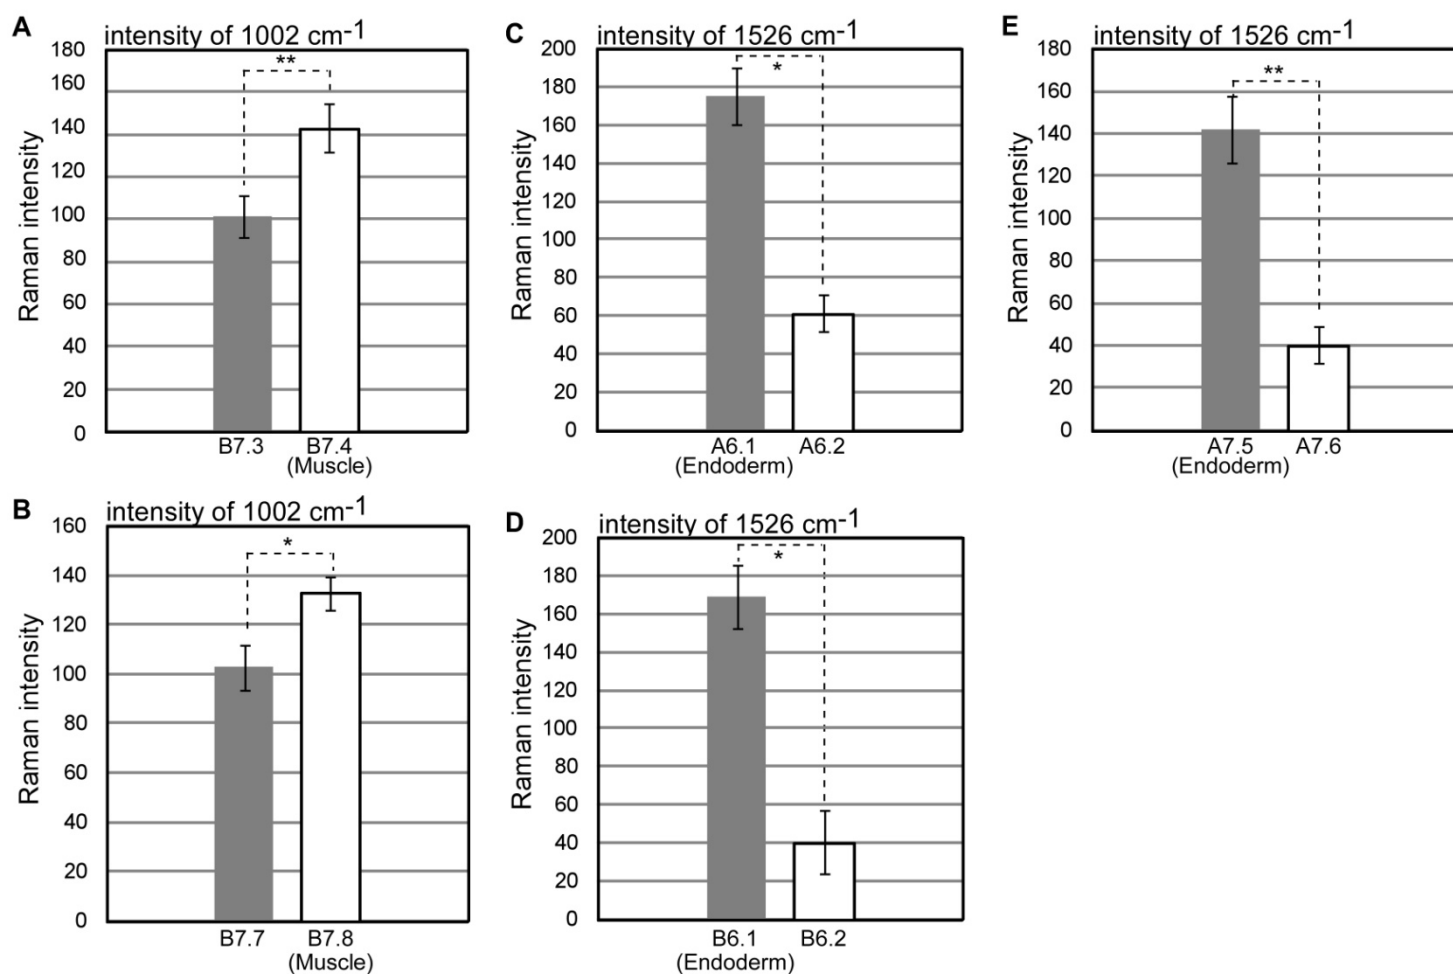 A
intensity of 1002 cm-1
180
160
140
120
100
80
60
40
20
0
Raman intensity
**
B7.3 B7.4
(Muscle)
B
intensity of 1002 cm-1
160
140
120
100
80
60
40
20
0
Raman intensity
*
B7.7 B7.8
(Muscle)
C
intensity of 1526 cm-1
200
180
160
140
120
100
80
60
40
20
0
Raman intensity
*
A6.1 A6.2
(Endoderm)
D
intensity of 1526 cm-1
200
180
160
140
120
100
80
60
40
20
0
Raman intensity
*
B6.1 B6.2
(Endoderm)
E
intensity of 1526 cm-1
180
160
140
120
100
80
60
40
20
0
Raman intensity
**
A7.5 A7.6
(Endoderm)